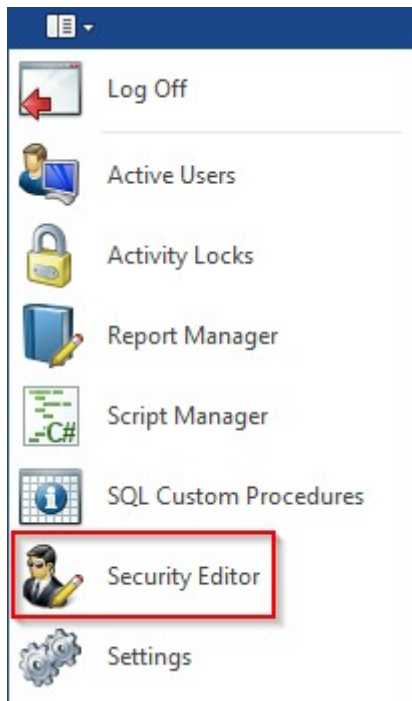 Log Off
Active Users
Activity Locks
Report Manager
C#
Script Manager
SQL Custom Procedures
Security Editor
Settings